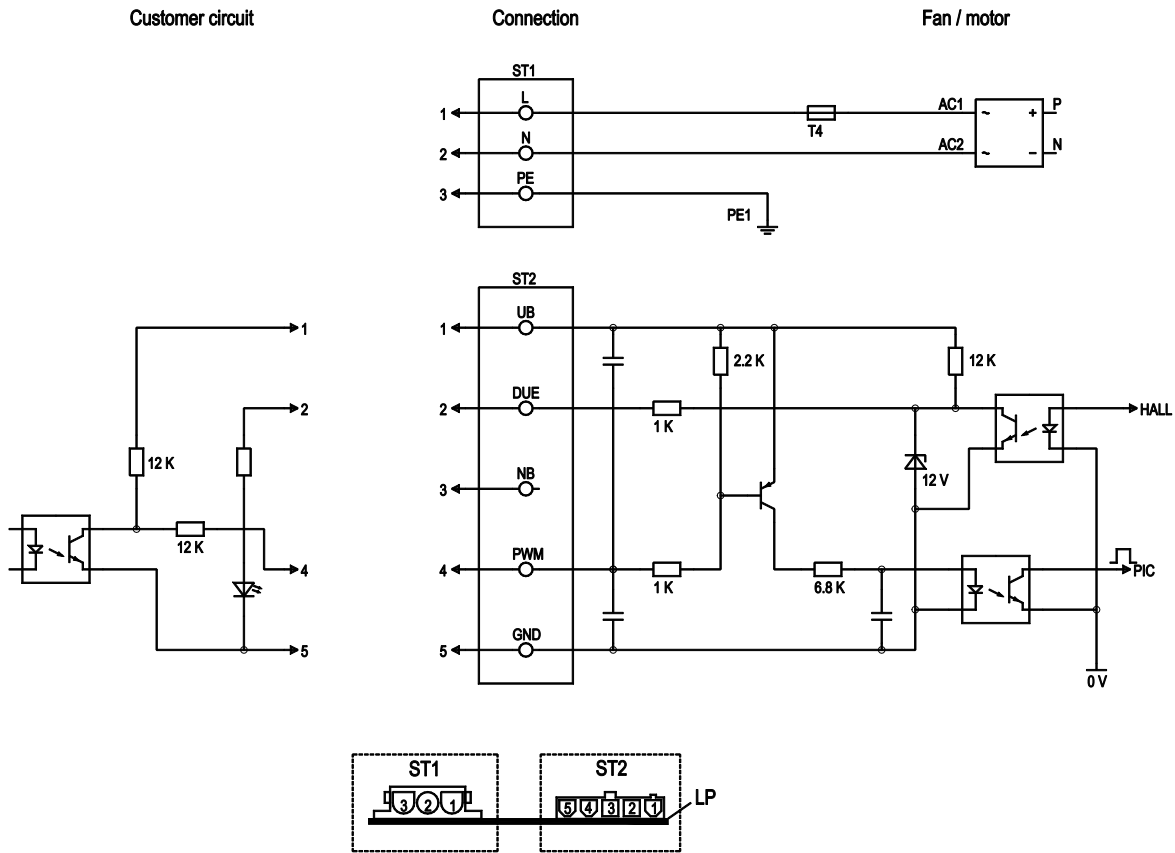 Customer circuit
Connection
Fan / motor
ST1
L
1
AC1
~
+
P
T4
N
2
AC2
~
–
N
PE
3
PE1
ST2
UB
1
1
2.2 K
12 K
DUE
2
2
1 K
HALL
12 K
12 V
NB
3
12 K
PWM
4
4
1 K
6.8 K
PIC
GND
5
5
0 V
ST1
ST2
3 2 1
5 4 3 2 1
LP